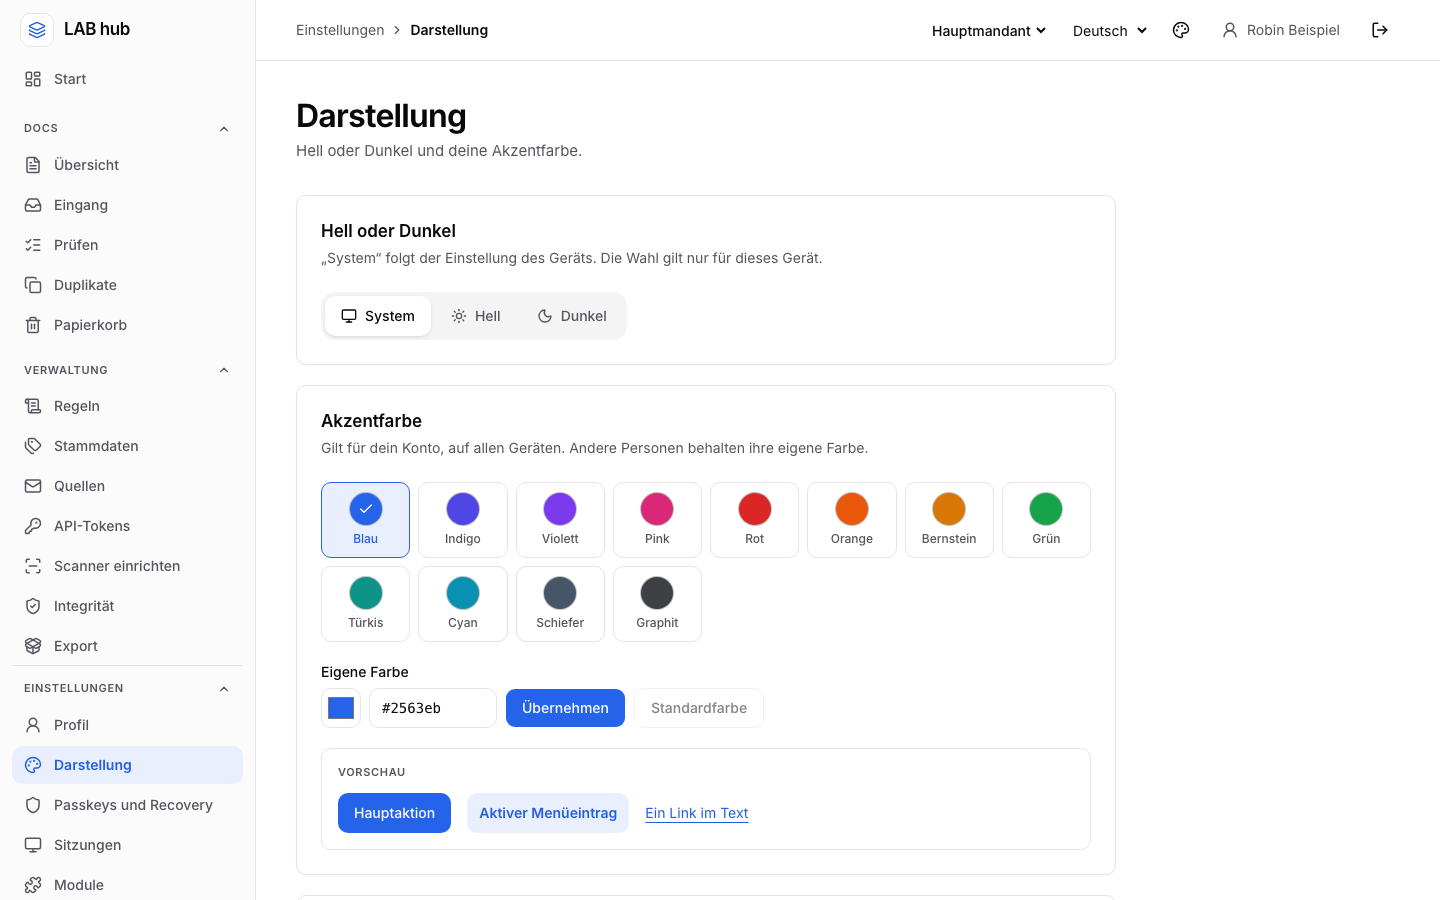 LAB hub
Start
DOCS
Übersicht
Eingang
Prüfen
Duplikate
Papierkorb
VERWALTUNG
Regeln
Stammdaten
Quellen
API-Tokens
Scanner einrichten
Integrität
Export
EINSTELLUNGEN
Profil
Darstellung
Passkeys und Recovery
Sitzungen
Module
Einstellungen > Darstellung
Hauptmandant Deutsch Robin Beispiel
Darstellung
Hell oder Dunkel und deine Akzentfarbe.
Hell oder Dunkel
„System“ folgt der Einstellung des Geräts. Die Wahl gilt nur für dieses Gerät.
System Hell Dunkel
Akzentfarbe
Gilt für dein Konto, auf allen Geräten. Andere Personen behalten ihre eigene Farbe.
Blau Indigo Violett Pink Rot Orange Bernstein Grün
Türkis Cyan Schiefer Graphit
Eigene Farbe
#2563eb Übernehmen Standardfarbe
VORSCHAU
Hauptaktion Aktiver Menüeintrag Ein Link im Text